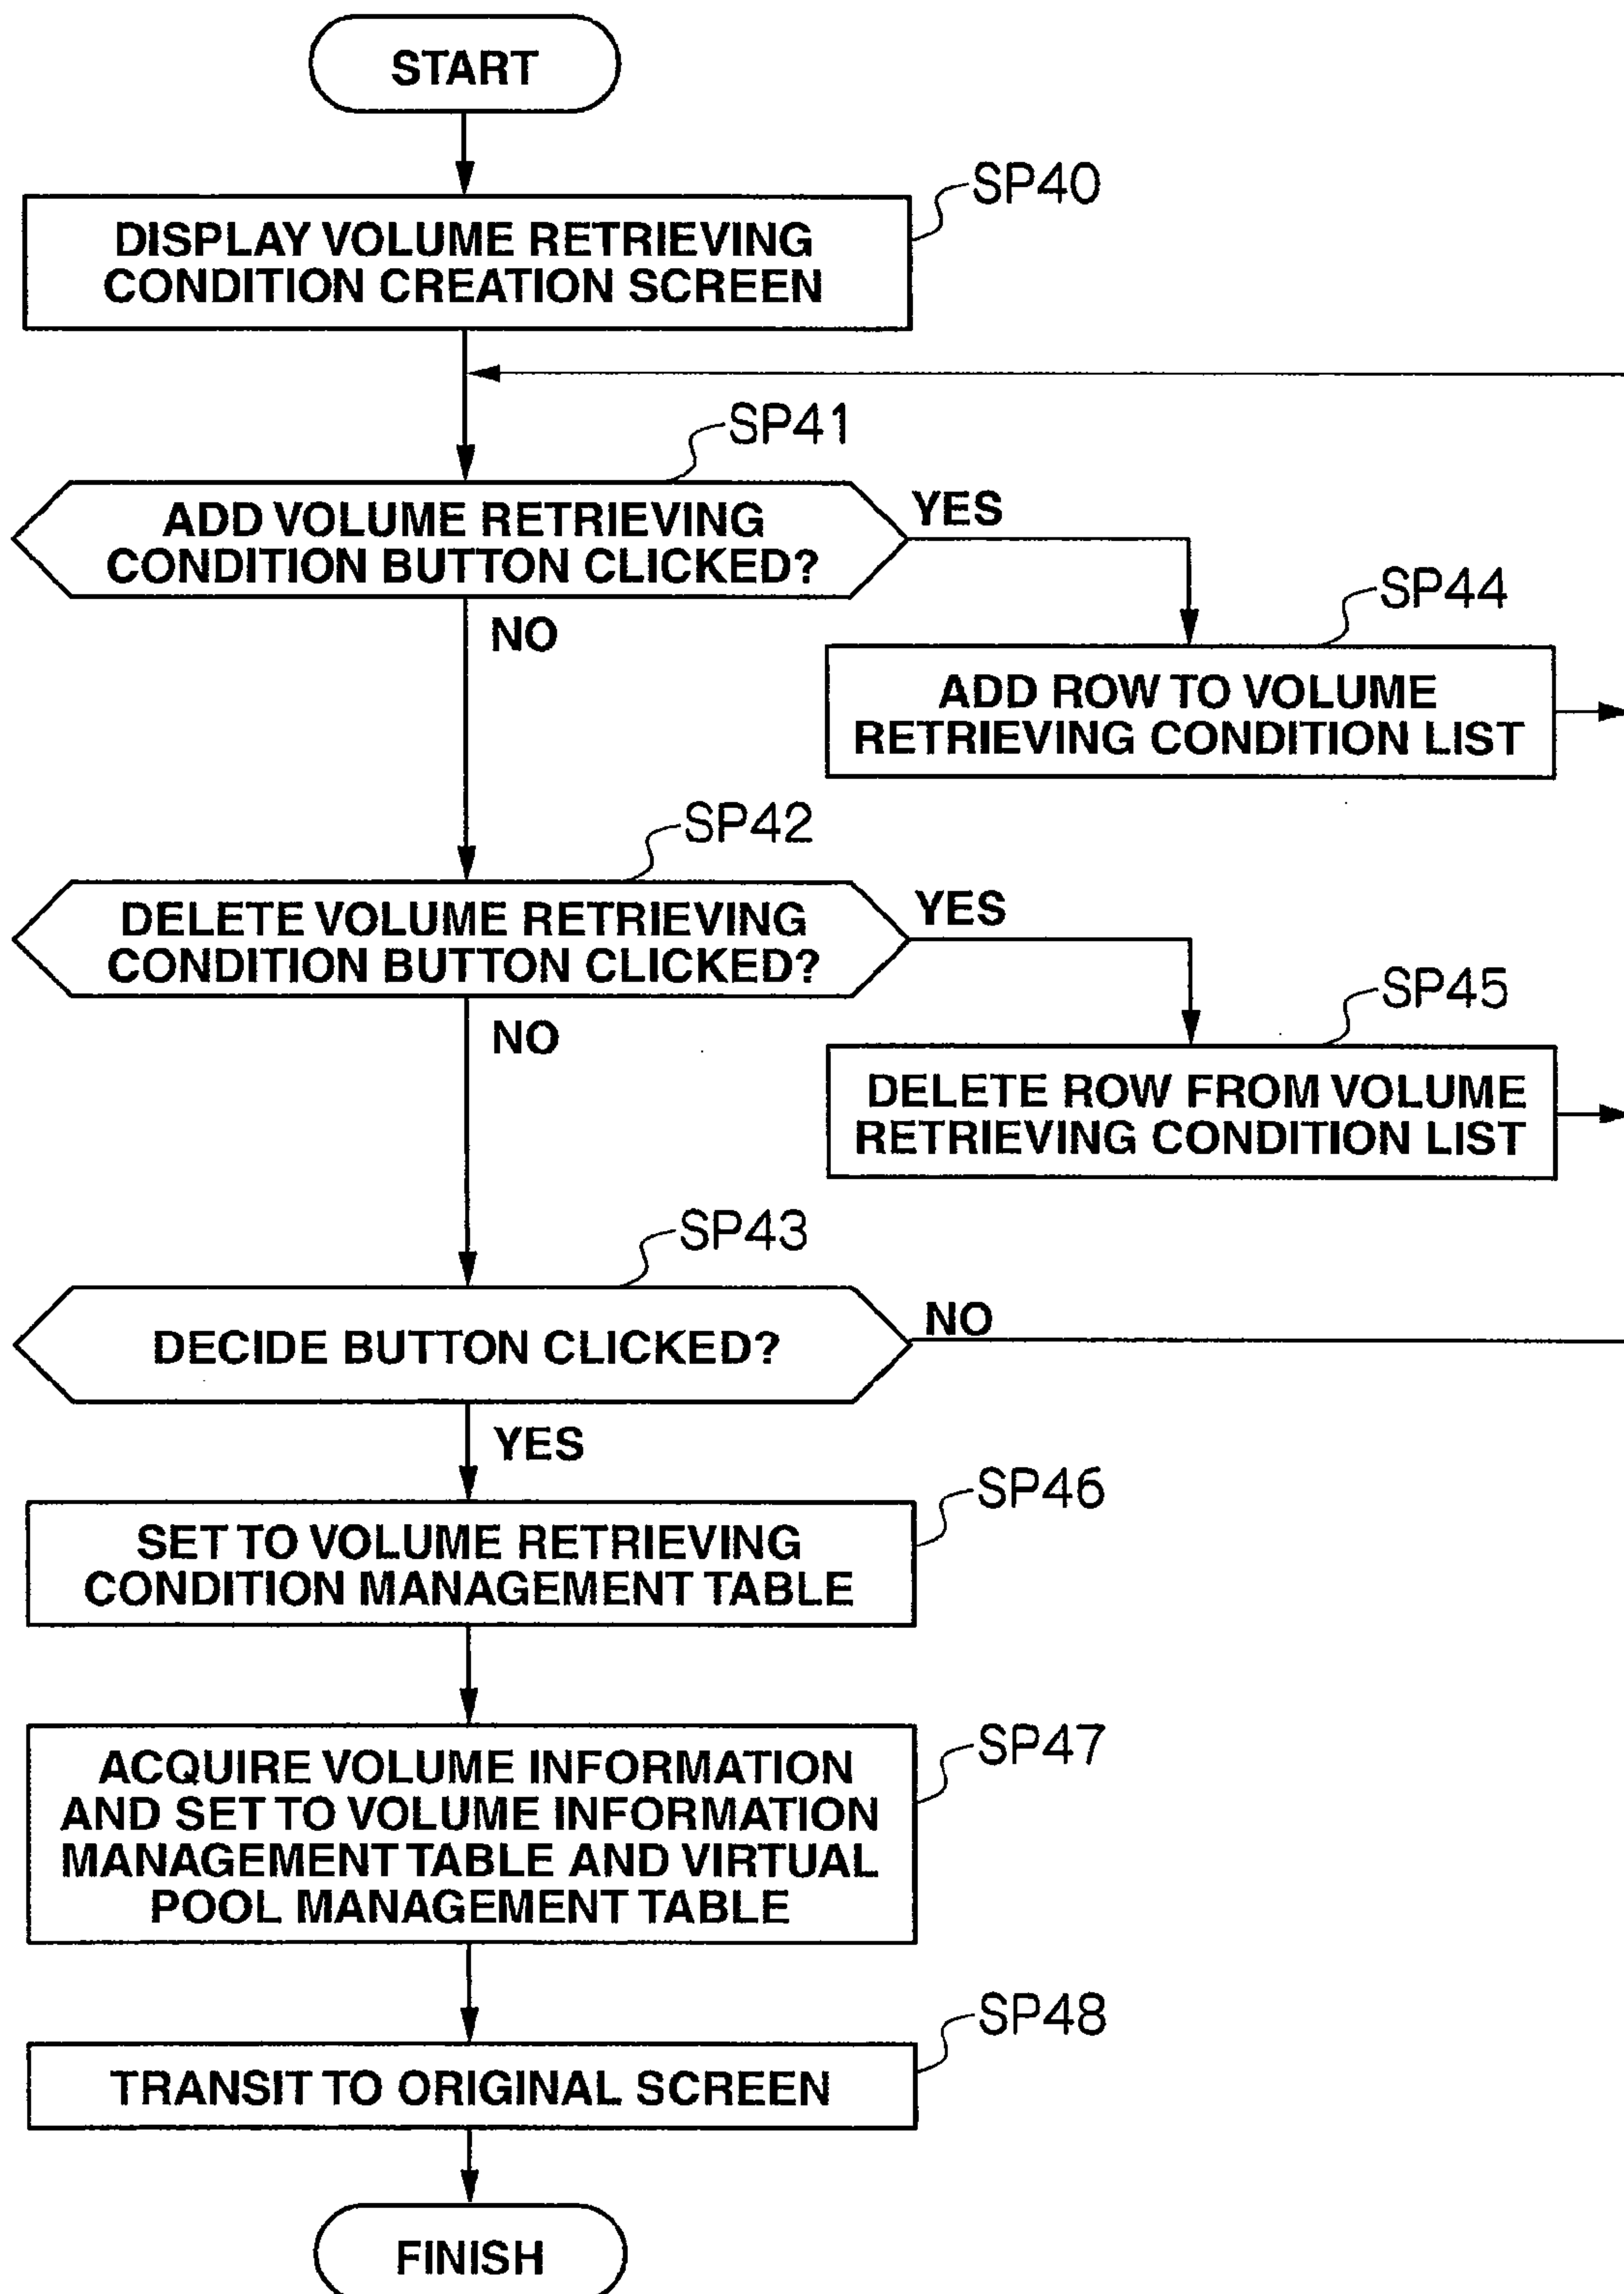 START
SP40
DISPLAY VOLUME RETRIEVING
CONDITION CREATION SCREEN
SP41
ADD VOLUME RETRIEVING
CONDITION BUTTON CLICKED?
YES
NO
SP44
ADD ROW TO VOLUME
RETRIEVING CONDITION LIST
SP42
DELETE VOLUME RETRIEVING
CONDITION BUTTON CLICKED?
YES
NO
SP45
DELETE ROW FROM VOLUME
RETRIEVING CONDITION LIST
SP43
DECIDE BUTTON CLICKED?
NO
YES
SP46
SET TO VOLUME RETRIEVING
CONDITION MANAGEMENT TABLE
SP47
ACQUIRE VOLUME INFORMATION
AND SET TO VOLUME INFORMATION
MANAGEMENT TABLE AND VIRTUAL
POOL MANAGEMENT TABLE
SP48
TRANSIT TO ORIGINAL SCREEN
FINISH